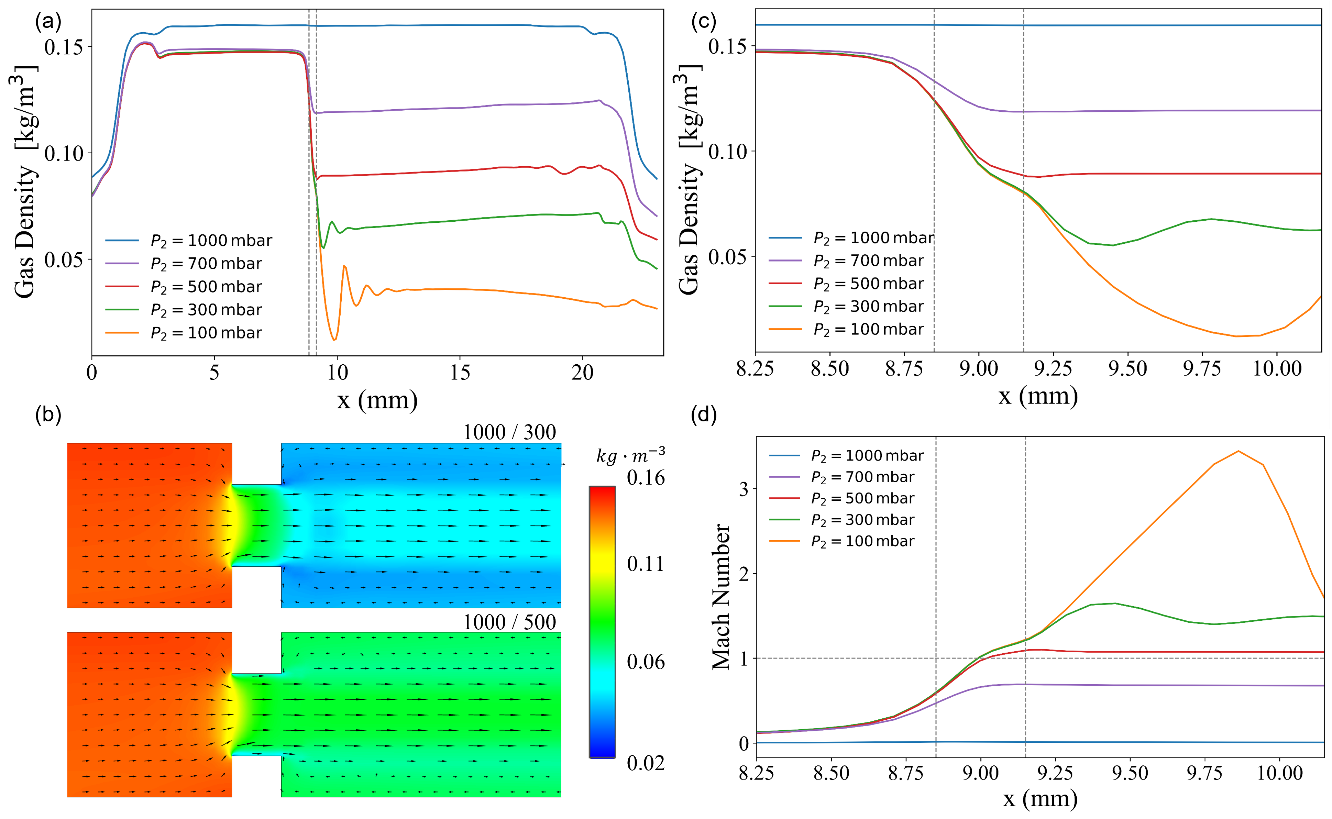 (a)
Gas Density [kg/m³]
0.15
0.10
0.05
P₂ = 1000 mbar
P₂ = 700 mbar
P₂ = 500 mbar
P₂ = 300 mbar
P₂ = 100 mbar
0 5 10 15 20
x (mm)
(c)
Gas Density [kg/m³]
0.15
0.10
0.05
P₂ = 1000 mbar
P₂ = 700 mbar
P₂ = 500 mbar
P₂ = 300 mbar
P₂ = 100 mbar
8.25 8.50 8.75 9.00 9.25 9.50 9.75 10.00
x (mm)
(b)
1000 / 300
1000 / 500
kg · m⁻³
0.16
0.11
0.06
0.02
(d)
Mach Number
3
2
1
0
P₂ = 1000 mbar
P₂ = 700 mbar
P₂ = 500 mbar
P₂ = 300 mbar
P₂ = 100 mbar
8.25 8.50 8.75 9.00 9.25 9.50 9.75 10.00
x (mm)